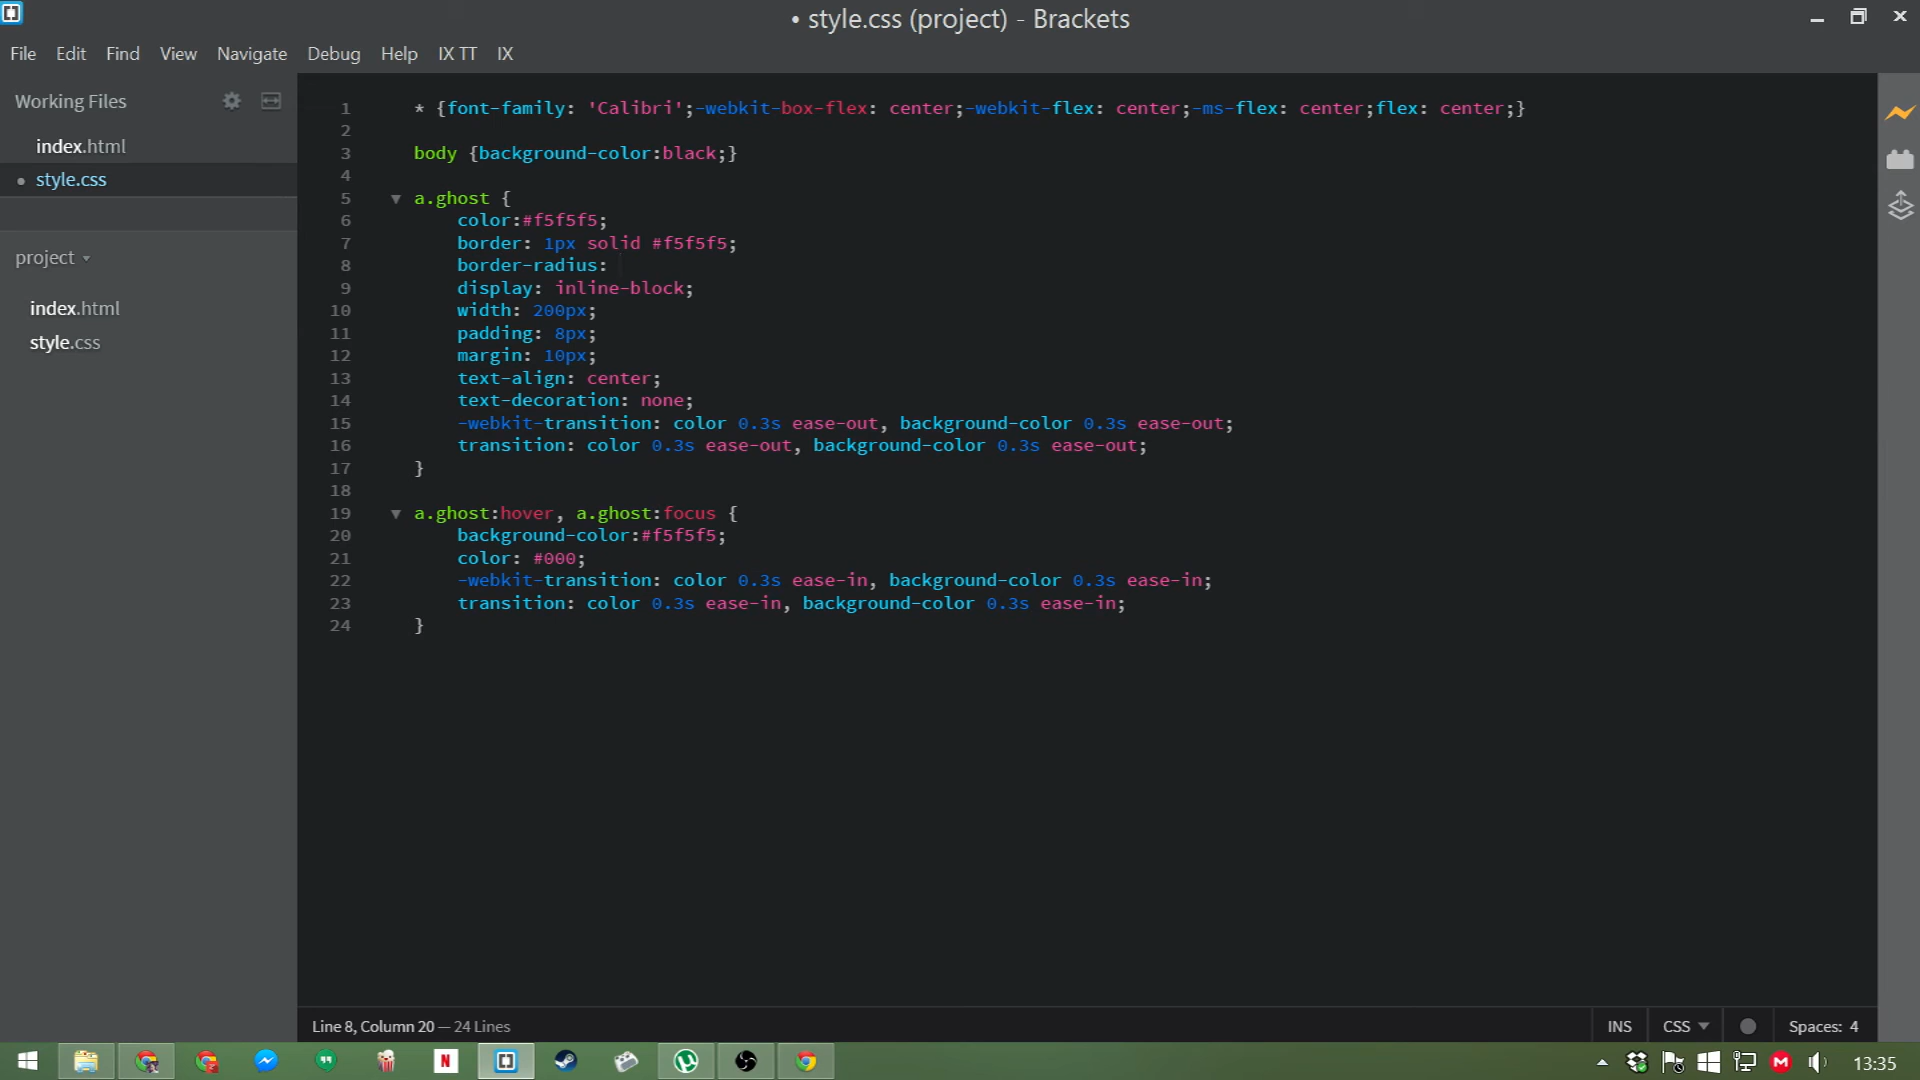 • style.css (project) - Brackets
File Edit Find View Navigate Debug Help IX TT IX
Working Files
index.html
• style.css
project
index.html
style.css
1 * {font-family: 'Calibri';-webkit-box-flex: center;-webkit-flex: center;-ms-flex: center;flex: center;}
2
3 body {background-color:black;}
4
5 a.ghost {
6 color:#f5f5f5;
7 border: 1px solid #f5f5f5;
8 border-radius:
9 display: inline-block;
10 width: 200px;
11 padding: 8px;
12 margin: 10px;
13 text-align: center;
14 text-decoration: none;
15 -webkit-transition: color 0.3s ease-out, background-color 0.3s ease-out;
16 transition: color 0.3s ease-out, background-color 0.3s ease-out;
17 }
18
19 a.ghost:hover, a.ghost:focus {
20 background-color:#f5f5f5;
21 color: #000;
22 -webkit-transition: color 0.3s ease-in, background-color 0.3s ease-in;
23 transition: color 0.3s ease-in, background-color 0.3s ease-in;
24 }
Line 8, Column 20 — 24 Lines
INS CSS Spaces: 4
N
M
13:35